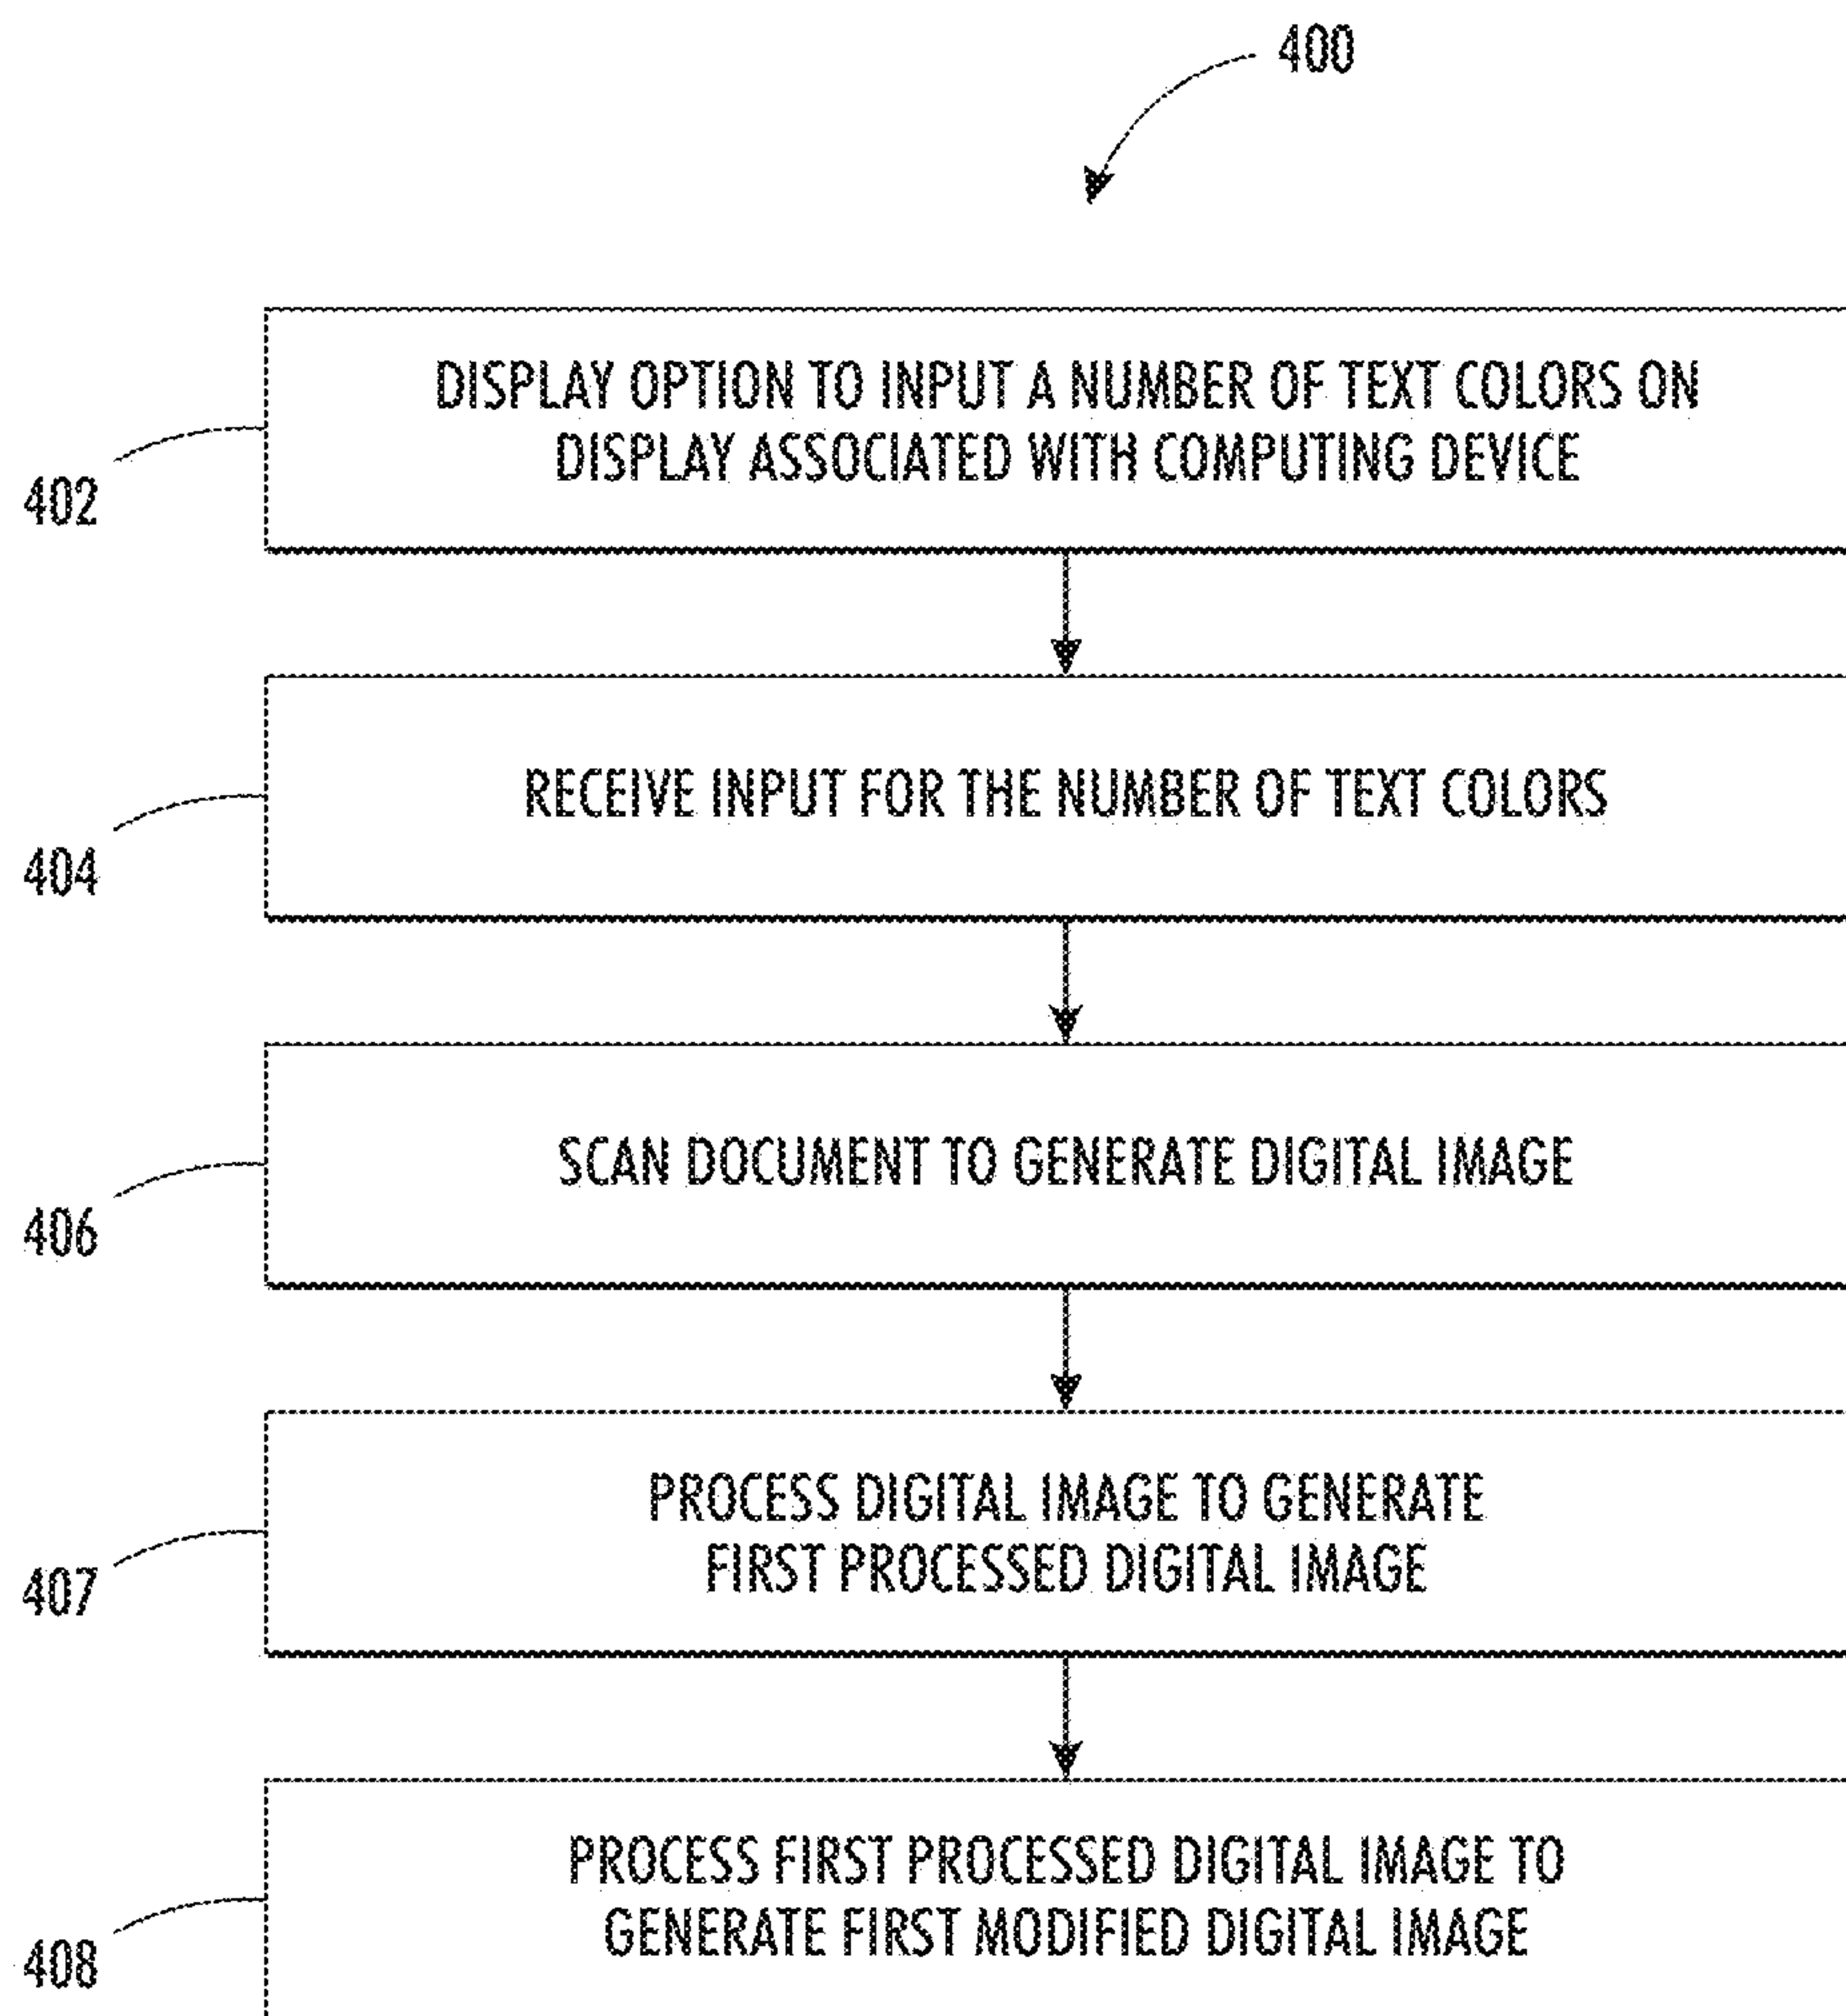 400
DISPLAY OPTION TO INPUT A NUMBER OF TEXT COLORS ON
DISPLAY ASSOCIATED WITH COMPUTING DEVICE
402
RECEIVE INPUT FOR THE NUMBER OF TEXT COLORS
404
SCAN DOCUMENT TO GENERATE DIGITAL IMAGE
406
PROCESS DIGITAL IMAGE TO GENERATE
FIRST PROCESSED DIGITAL IMAGE
407
PROCESS FIRST PROCESSED DIGITAL IMAGE TO
GENERATE FIRST MODIFIED DIGITAL IMAGE
408